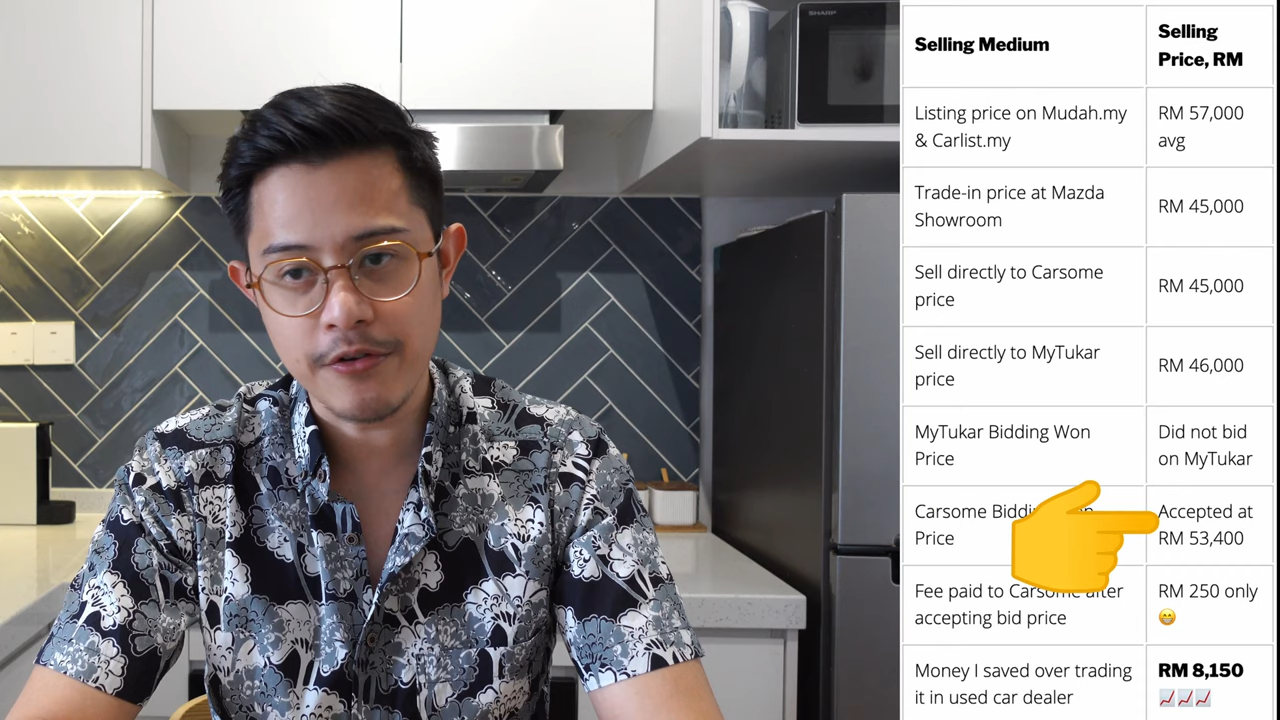 SHARP
Selling Medium
Selling
Price, RM
Listing price on Mudah.my
& Carlist.my
RM 57,000
avg
Trade-in price at Mazda
Showroom
RM 45,000
Sell directly to Carsome
price
RM 45,000
Sell directly to MyTukar
price
RM 46,000
MyTukar Bidding Won
Price
Did not bid
on MyTukar
Carsome
Price
Accepted at
RM 53,400
Fee paid to Carsome after
accepting bid price
RM 250 only
😁
Money I saved over trading
it in used car dealer
RM 8,150
📈📈📈